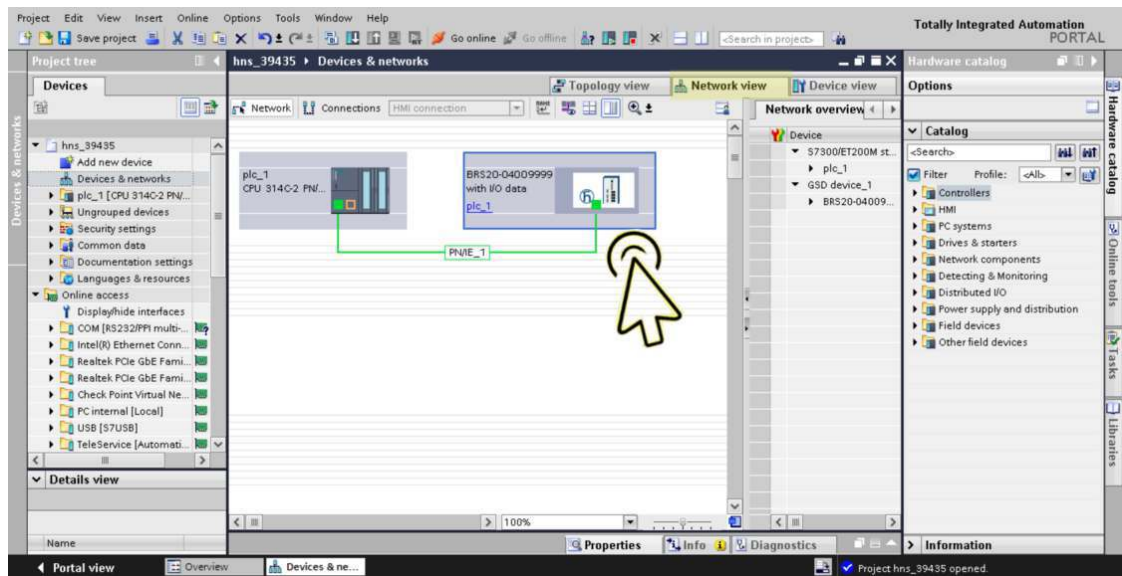 Project Edit View Insert Online Options Tools Window Help
Totally Integrated Automation
PORTAL
Save project
Go online
Go offline
<Search in project>
Project tree
hns_39435 ▸ Devices & networks
Hardware catalog
Devices
Topology view
Network view
Device view
Options
Network
Connections
HMI connection
Network overview
hns_39435
Add new device
Devices & networks
plc_1 [CPU 314C-2 PN/...
Ungrouped devices
Security settings
Common data
Documentation settings
Languages & resources
Online access
Display/hide interfaces
COM [RS232/PPI multi-...
Intel(R) Ethernet Conn...
Realtek PCIe GbE Fami...
Realtek PCIe GbE Fami...
Check Point Virtual Ne...
PC internal [Local]
USB [S7USB]
TeleService [Automati...
Details view
Name
plc_1
CPU 314C-2 PN/...
BRS20-04009999
with I/O data
plc_1
PN/IE_1
100%
Device
S7300/ET200M st...
plc_1
GSD device_1
BRS20-04009...
Catalog
<Search>
Filter Profile: <All>
Controllers
HMI
PC systems
Drives & starters
Network components
Detecting & Monitoring
Distributed I/O
Power supply and distribution
Field devices
Other field devices
Information
Devices & networks
Hardware catalog
Online tools
Tasks
Libraries
Properties
Info
Diagnostics
Portal view
Overview
Devices & ne...
Project hns_39435 opened.